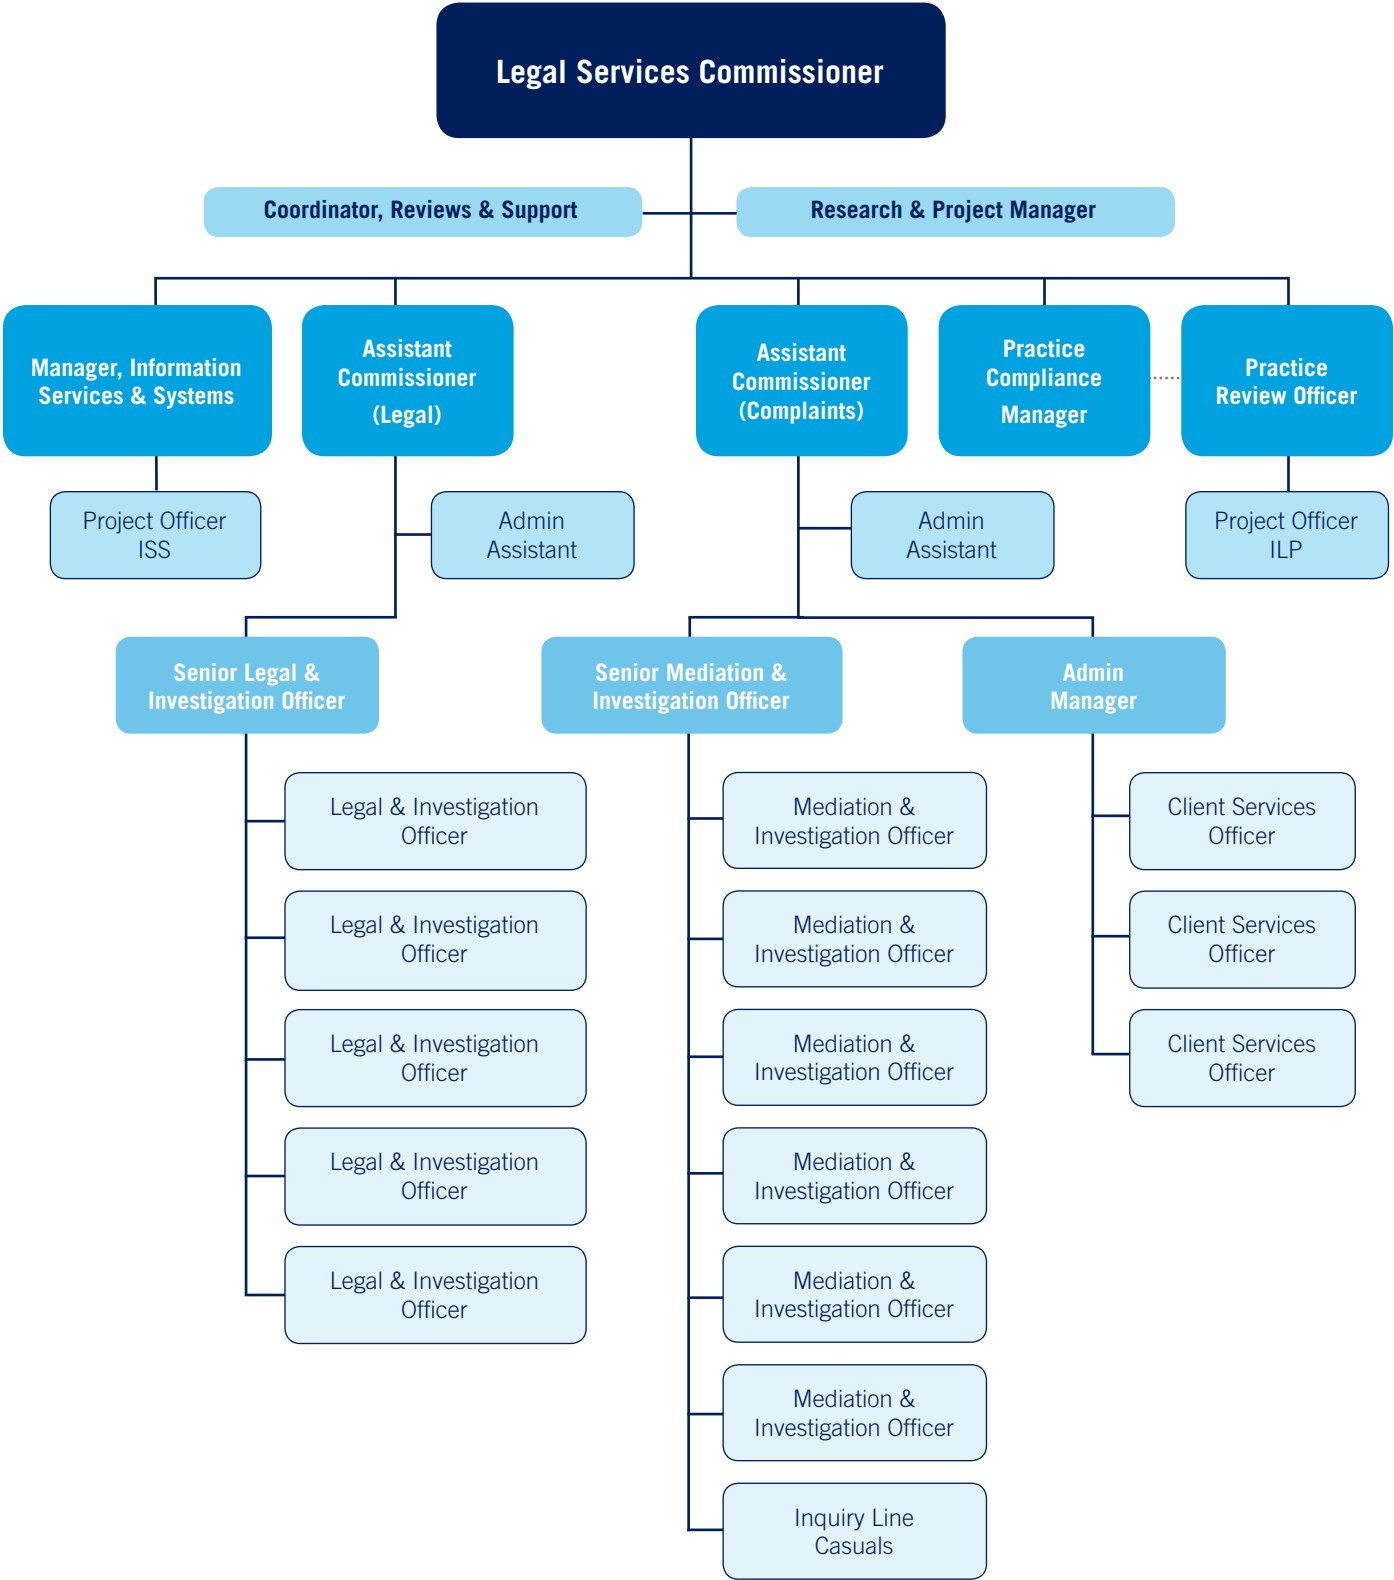 Legal Services Commissioner
Coordinator, Reviews & Support
Research & Project Manager
Manager, Information
Services & Systems
Assistant
Commissioner
(Legal)
Assistant
Commissioner
(Complaints)
Practice
Compliance
Manager
Practice
Review Officer
Project Officer
ISS
Admin
Assistant
Admin
Assistant
Project Officer
ILP
Senior Legal &
Investigation Officer
Senior Mediation &
Investigation Officer
Admin
Manager
Legal & Investigation
Officer
Legal & Investigation
Officer
Legal & Investigation
Officer
Legal & Investigation
Officer
Legal & Investigation
Officer
Mediation &
Investigation Officer
Mediation &
Investigation Officer
Mediation &
Investigation Officer
Mediation &
Investigation Officer
Mediation &
Investigation Officer
Mediation &
Investigation Officer
Inquiry Line
Casuals
Client Services
Officer
Client Services
Officer
Client Services
Officer